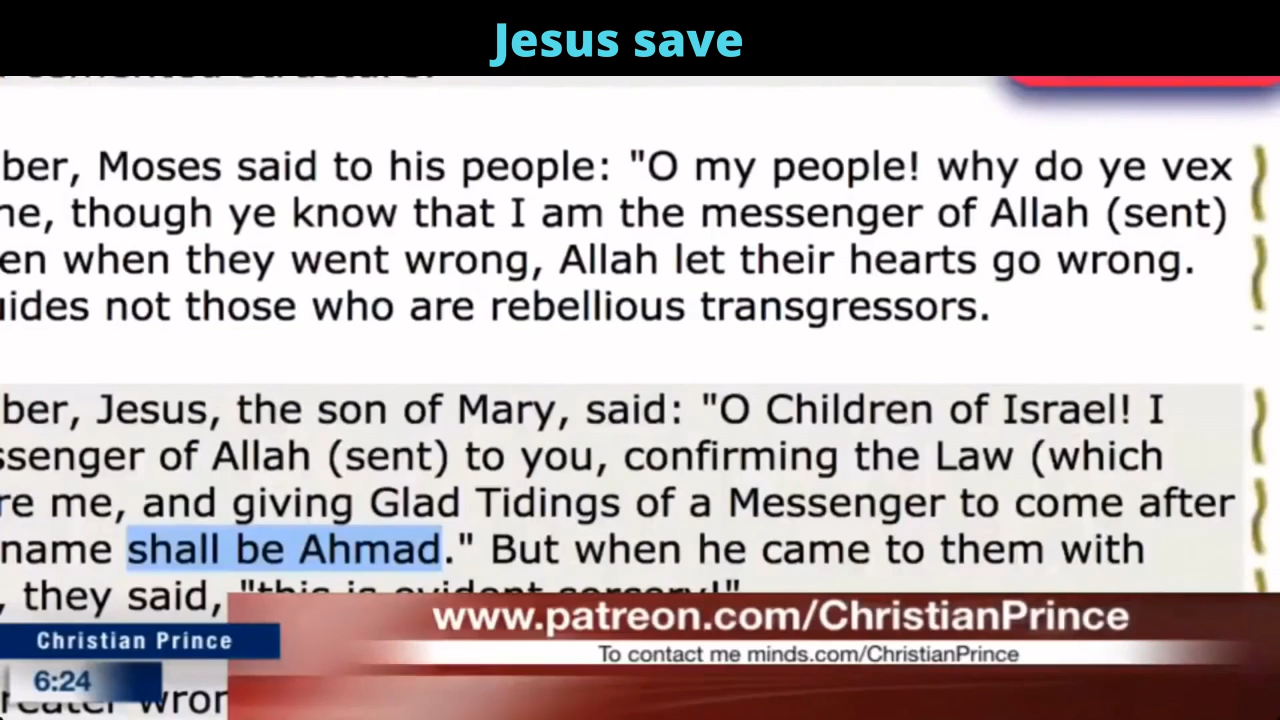 Jesus save
ber, Moses said to his people: "O my people! why do ye vex
ne, though ye know that I am the messenger of Allah (sent)
en when they went wrong, Allah let their hearts go wrong.
uides not those who are rebellious transgressors.
ber, Jesus, the son of Mary, said: "O Children of Israel! I
ssenger of Allah (sent) to you, confirming the Law (which
re me, and giving Glad Tidings of a Messenger to come after
name shall be Ahmad." But when he came to them with
, they said, "this is evident sorcery!"
www.patreon.com/ChristianPrince
Christian Prince
To contact me minds.com/ChristianPrince
6:24
wron